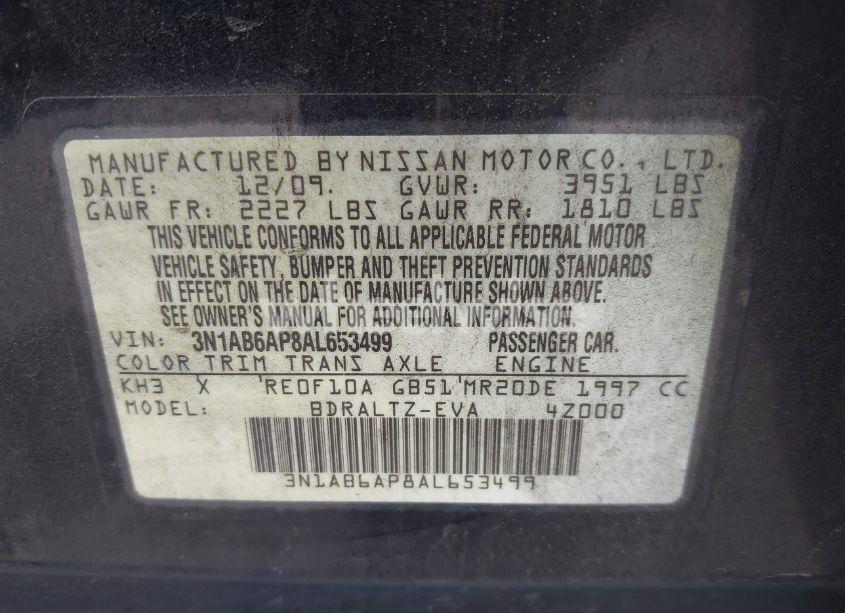 MANUFACTURED BY NISSAN MOTOR CO., LTD.
DATE: 12/09. GVWR: 3951 LBS
GAWR FR: 2227 LBS GAWR RR: 1810 LBS
THIS VEHICLE CONFORMS TO ALL APPLICABLE FEDERAL MOTOR
VEHICLE SAFETY, BUMPER AND THEFT PREVENTION STANDARDS
IN EFFECT ON THE DATE OF MANUFACTURE SHOWN ABOVE.
SEE OWNER'S MANUAL FOR ADDITIONAL INFORMATION.
VIN: 3N1AB6AP8AL653499 PASSENGER CAR.
COLOR TRIM TRANS AXLE ENGINE
KH3 X 'RE0F10A GB51'MR20DE 1997 CC
MODEL: BDRALTZ-EVA 4Z000
3N1AB6AP8AL653499